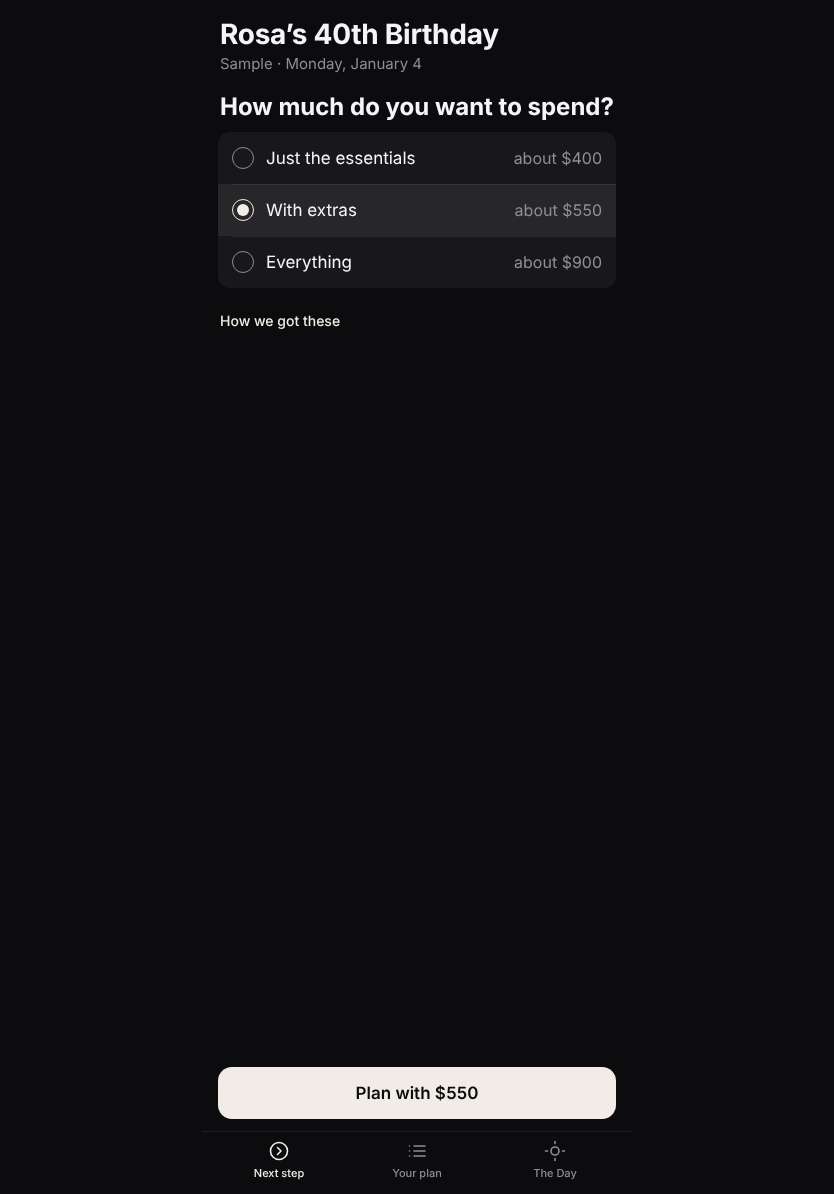 Rosa’s 40th Birthday
Sample · Monday, January 4
How much do you want to spend?
Just the essentials about $400
With extras about $550
Everything about $900
How we got these
Plan with $550
Next step Your plan The Day